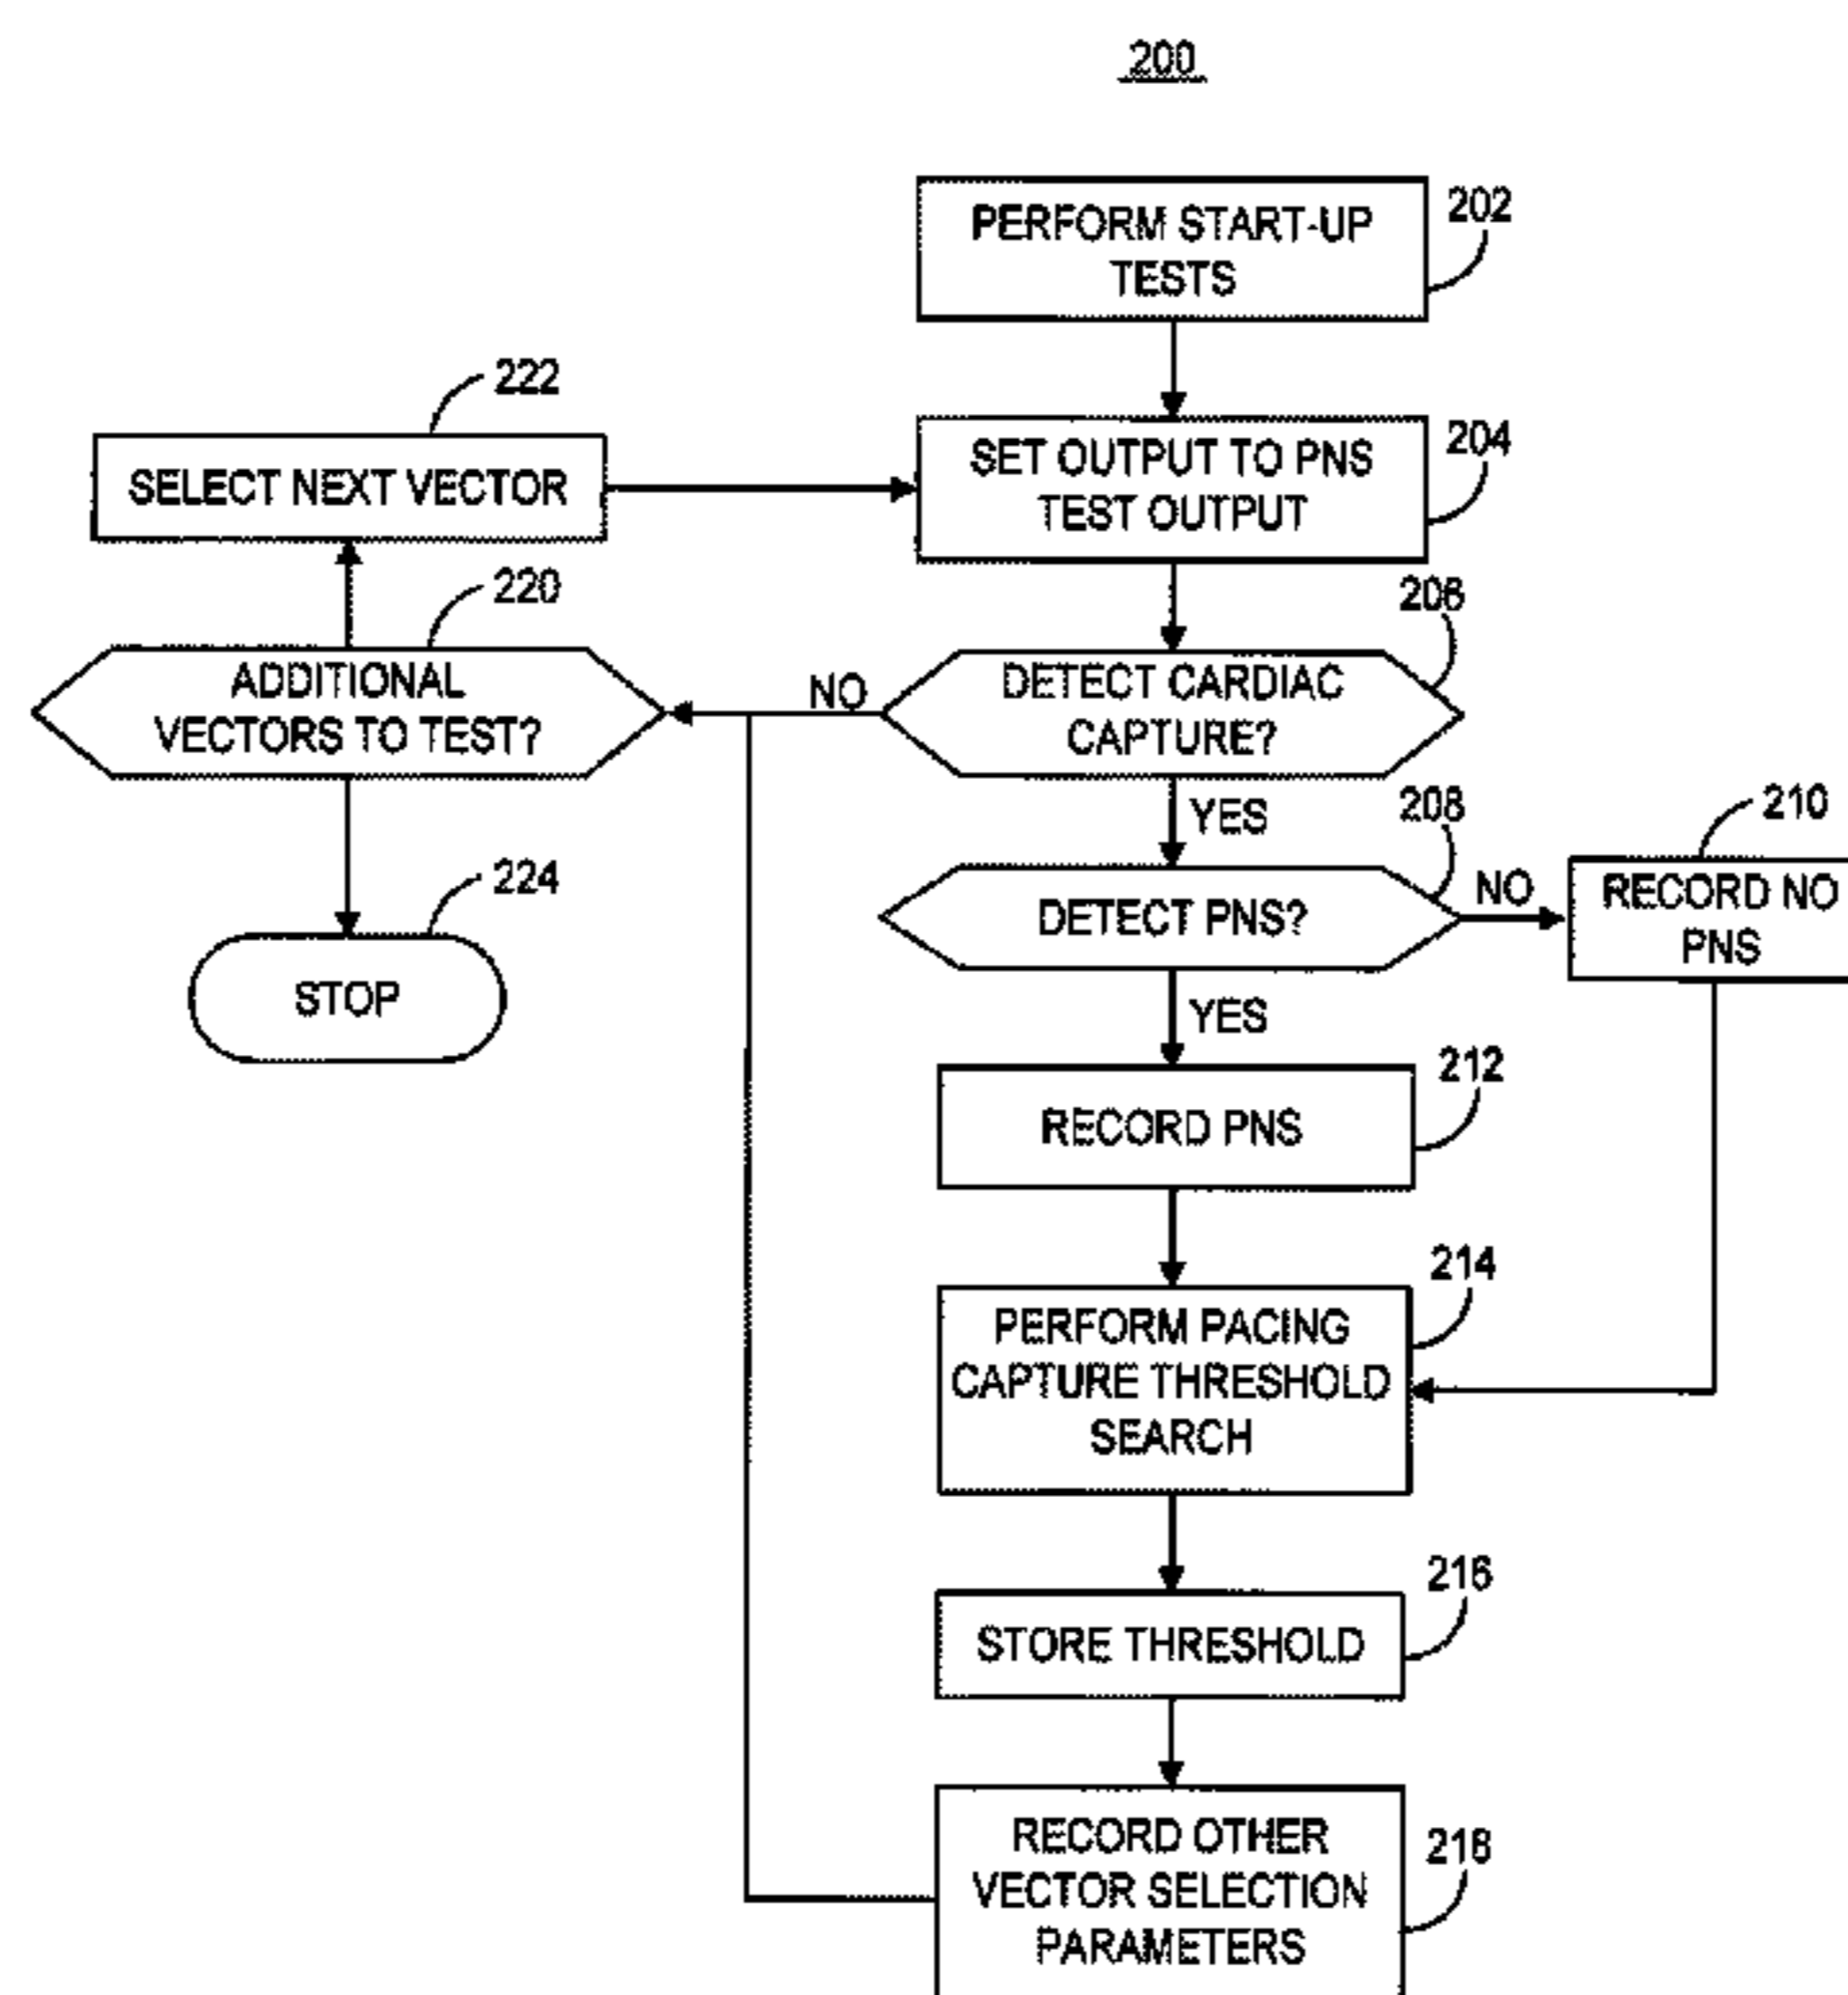 200
PERFORM START-UP
TESTS
202
222
SELECT NEXT VECTOR
SET OUTPUT TO PNS
TEST OUTPUT
204
220
ADDITIONAL
VECTORS TO TEST?
NO
DETECT CARDIAC
CAPTURE?
206
YES
224
STOP
DETECT PNS?
208
NO
210
RECORD NO
PNS
YES
RECORD PNS
212
PERFORM PACING
CAPTURE THRESHOLD
SEARCH
214
STORE THRESHOLD
216
RECORD OTHER
VECTOR SELECTION
PARAMETERS
218